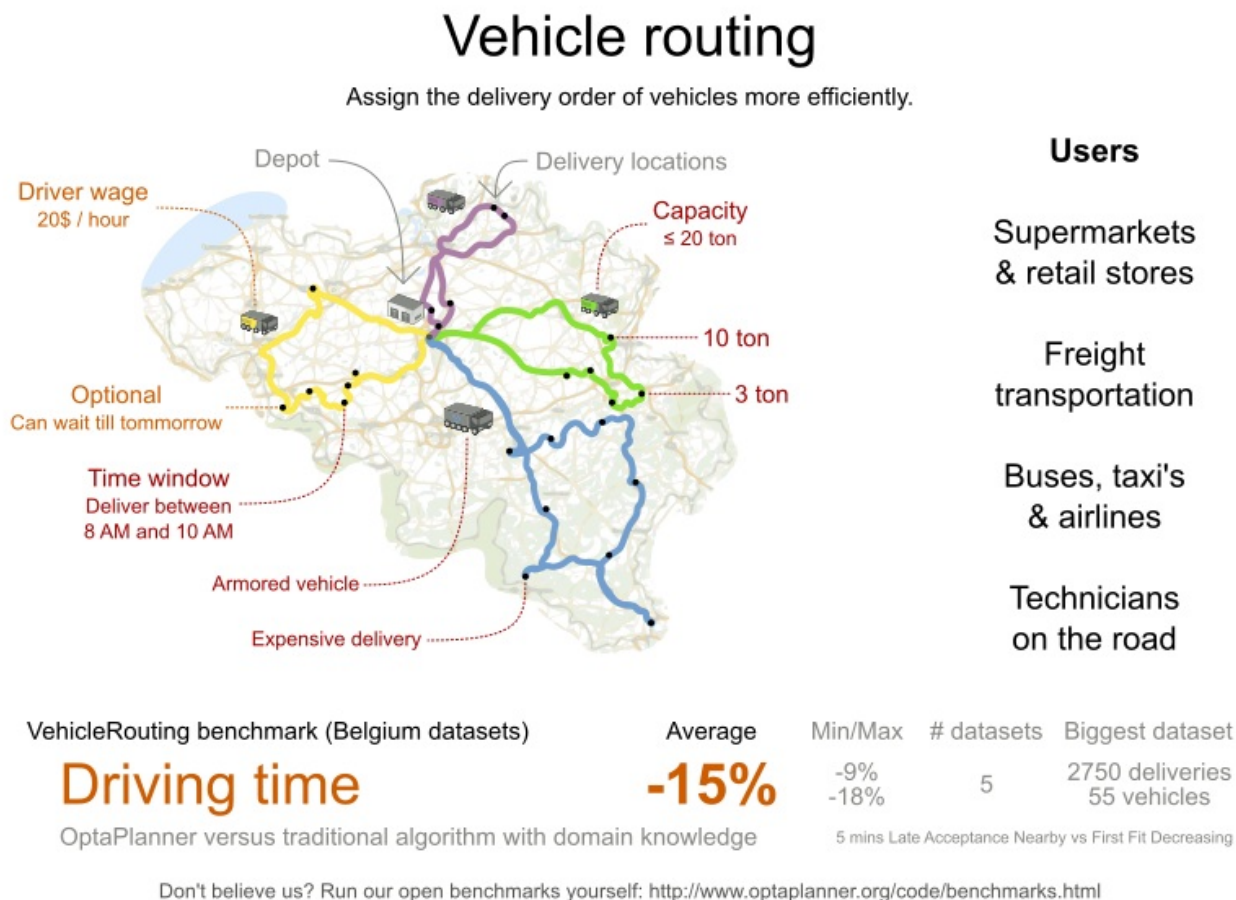 Vehicle routing
Assign the delivery order of vehicles more efficiently.
Depot
Delivery locations
Driver wage
20$ / hour
Capacity
≤ 20 ton
10 ton
3 ton
Optional
Can wait till tommorrow
Time window
Deliver between
8 AM and 10 AM
Armored vehicle
Expensive delivery
Users
Supermarkets
& retail stores
Freight
transportation
Buses, taxi's
& airlines
Technicians
on the road
VehicleRouting benchmark (Belgium datasets)
Average
Min/Max
# datasets
Biggest dataset
Driving time
-15%
-9%
-18%
5
2750 deliveries
55 vehicles
OptaPlanner versus traditional algorithm with domain knowledge
5 mins Late Acceptance Nearby vs First Fit Decreasing
Don't believe us? Run our open benchmarks yourself: http://www.optaplanner.org/code/benchmarks.html